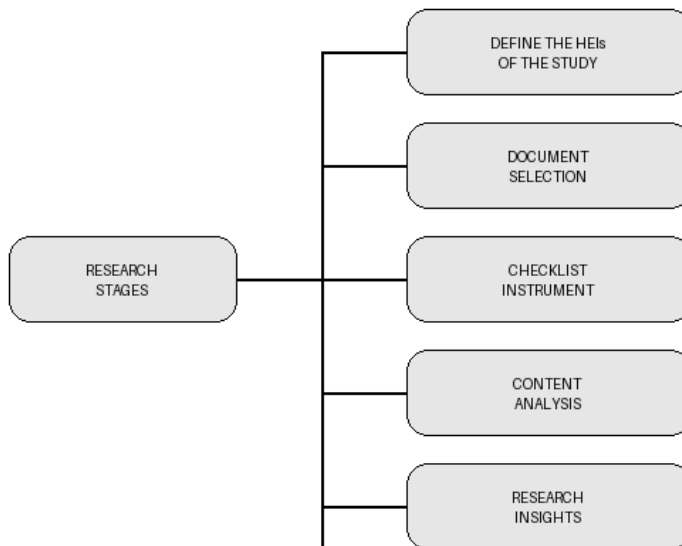 DEFINE THE HEIs
OF THE STUDY
DOCUMENT
SELECTION
RESEARCH
STAGES
CHECKLIST
INSTRUMENT
CONTENT
ANALYSIS
RESEARCH
INSIGHTS